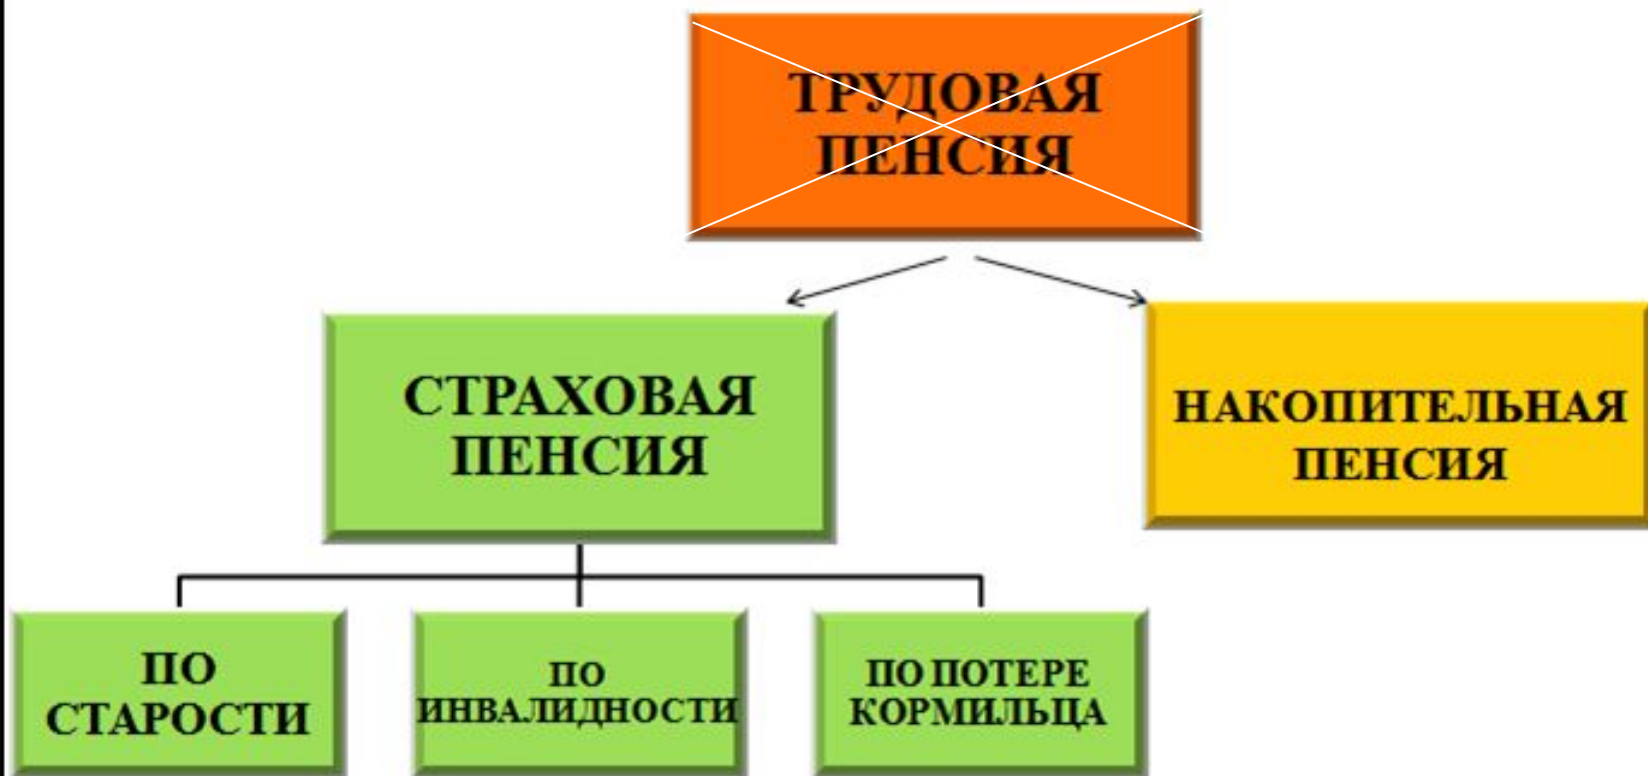 ТРУДОВАЯ
ПЕНСИЯ
СТРАХОВАЯ
ПЕНСИЯ
НАКОПИТЕЛЬНАЯ
ПЕНСИЯ
ПО
СТАРОСТИ
ПО
ИНВАЛИДНОСТИ
ПО ПОТЕРЕ
КОРМИЛЬЦА